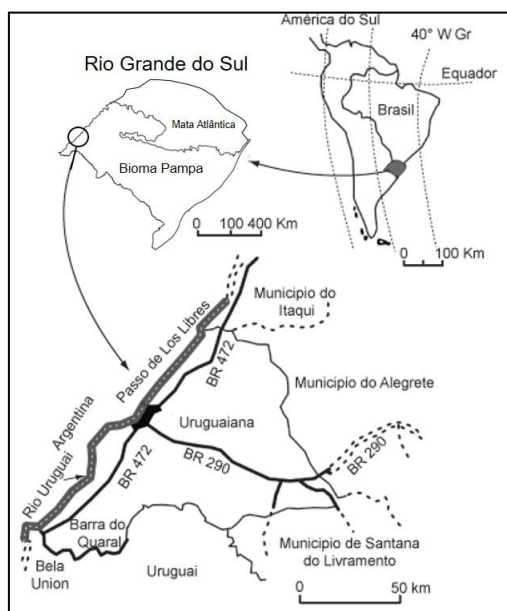 América do Sul
40° W Gr
Equador
Brasil
0 100 Km
Rio Grande do Sul
Mata Atlântica
Bioma Pampa
0 100 400 Km
Municipio do
Itaqui
Passo de Los Libres
BR 472
Municipio do Alegrete
Argentina
Uruguaiana
Rio Uruguai
BR 472
BR 290
BR 290
Barra do
Quaraí
Bela
Union
Uruguai
Municipio de Santana
do Livramento
0 50 km